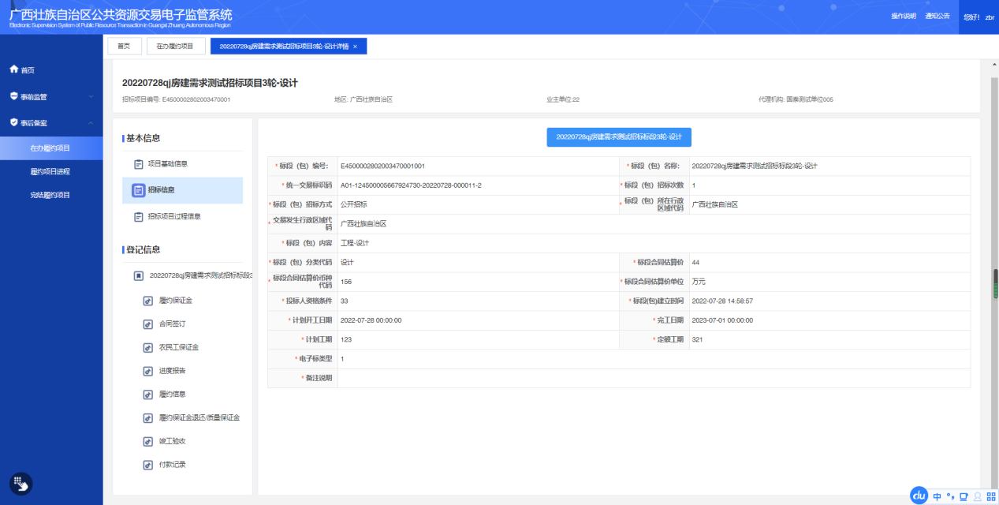 广西壮族自治区公共资源交易电子监管系统
Electronic Supervision System of Public Resource Transaction in Guangxi Zhuang Autonomous Region
操作说明 通知公告 您好! zbr
首页 在办履约项目 20220728qj房建需求测试招标项目3轮-设计详情 ×
首页
事前监管
事后备案
在办履约项目
履约项目进程
完结履约项目
20220728qj房建需求测试招标项目3轮-设计
招标项目编号: E4500002802003470001 地区: 广西壮族自治区 业主单位:22 代理机构: 国泰测试单位005
基本信息
项目基础信息
招标信息
招标项目过程信息
登记信息
20220728qj房建需求测试招标标段3
履约保证金
合同签订
农民工保证金
进度报告
履约信息
履约保证金退还/质量保证金
竣工验收
付款记录
20220728qj房建需求测试招标标段3轮-设计
* 标段（包）编号: E4500002802003470001001 * 标段（包）名称: 20220728qj房建需求测试招标标段3轮-设计
* 统一交易标识码 A01-124500005667924730-20220728-000011-2 * 标段（包）招标次数 1
* 标段（包）招标方式 公开招标 * 标段（包）所在行政区域代码 广西壮族自治区
* 交易发生行政区域代码 广西壮族自治区
* 标段（包）内容 工程-设计
* 标段（包）分类代码 设计 * 标段合同估算价 44
* 标段合同估算价币种代码 156 * 标段合同估算价单位 万元
* 投标人资格条件 33 * 标段(包)建立时间 2022-07-28 14:58:57
* 计划开工日期 2022-07-28 00:00:00 * 完工日期 2023-07-01 00:00:00
* 计划工期 123 * 定额工期 321
* 电子标类型 1
* 备注说明
du 中